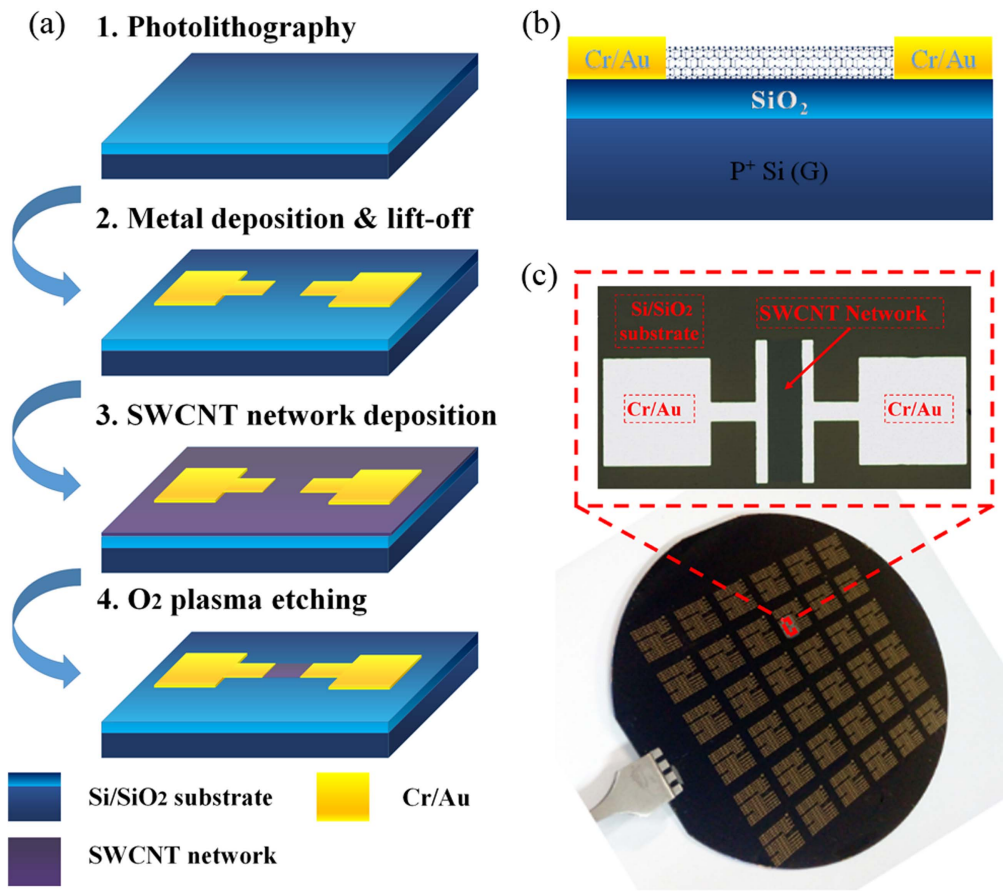 (a)
1. Photolithography
2. Metal deposition & lift-off
3. SWCNT network deposition
4. O2 plasma etching
Si/SiO2 substrate
Cr/Au
SWCNT network
(b)
Cr/Au
Cr/Au
SiO2
P+ Si (G)
(c)
Si/SiO2
substrate
SWCNT Network
Cr/Au
Cr/Au